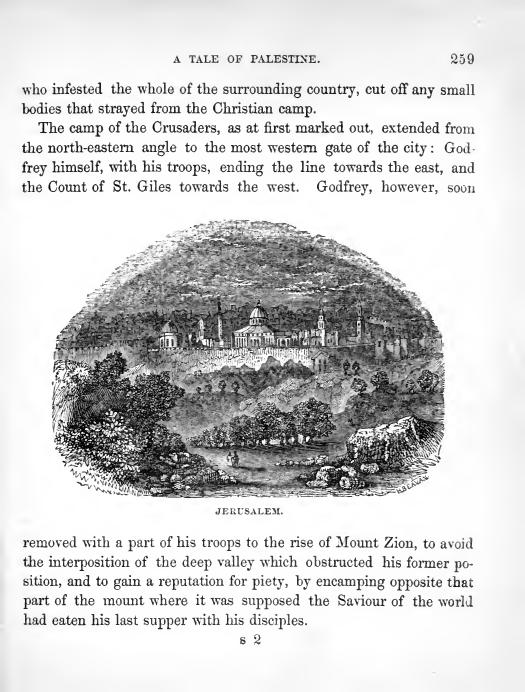 A TALE OF PALESTINE. 259
who infested the whole of the surrounding country, cut off any small
bodies that strayed from the Christian camp.
The camp of the Crusaders, as at first marked out, extended from
the north-eastern angle to the most western gate of the city: God-
frey himself, with his troops, ending the line towards the east, and
the Count of St. Giles towards the west. Godfrey, however, soon
JERUSALEM.
removed with a part of his troops to the rise of Mount Zion, to avoid
the interposition of the deep valley which obstructed his former po-
sition, and to gain a reputation for piety, by encamping opposite that
part of the mount where it was supposed the Saviour of the world
had eaten his last supper with his disciples.
s 2